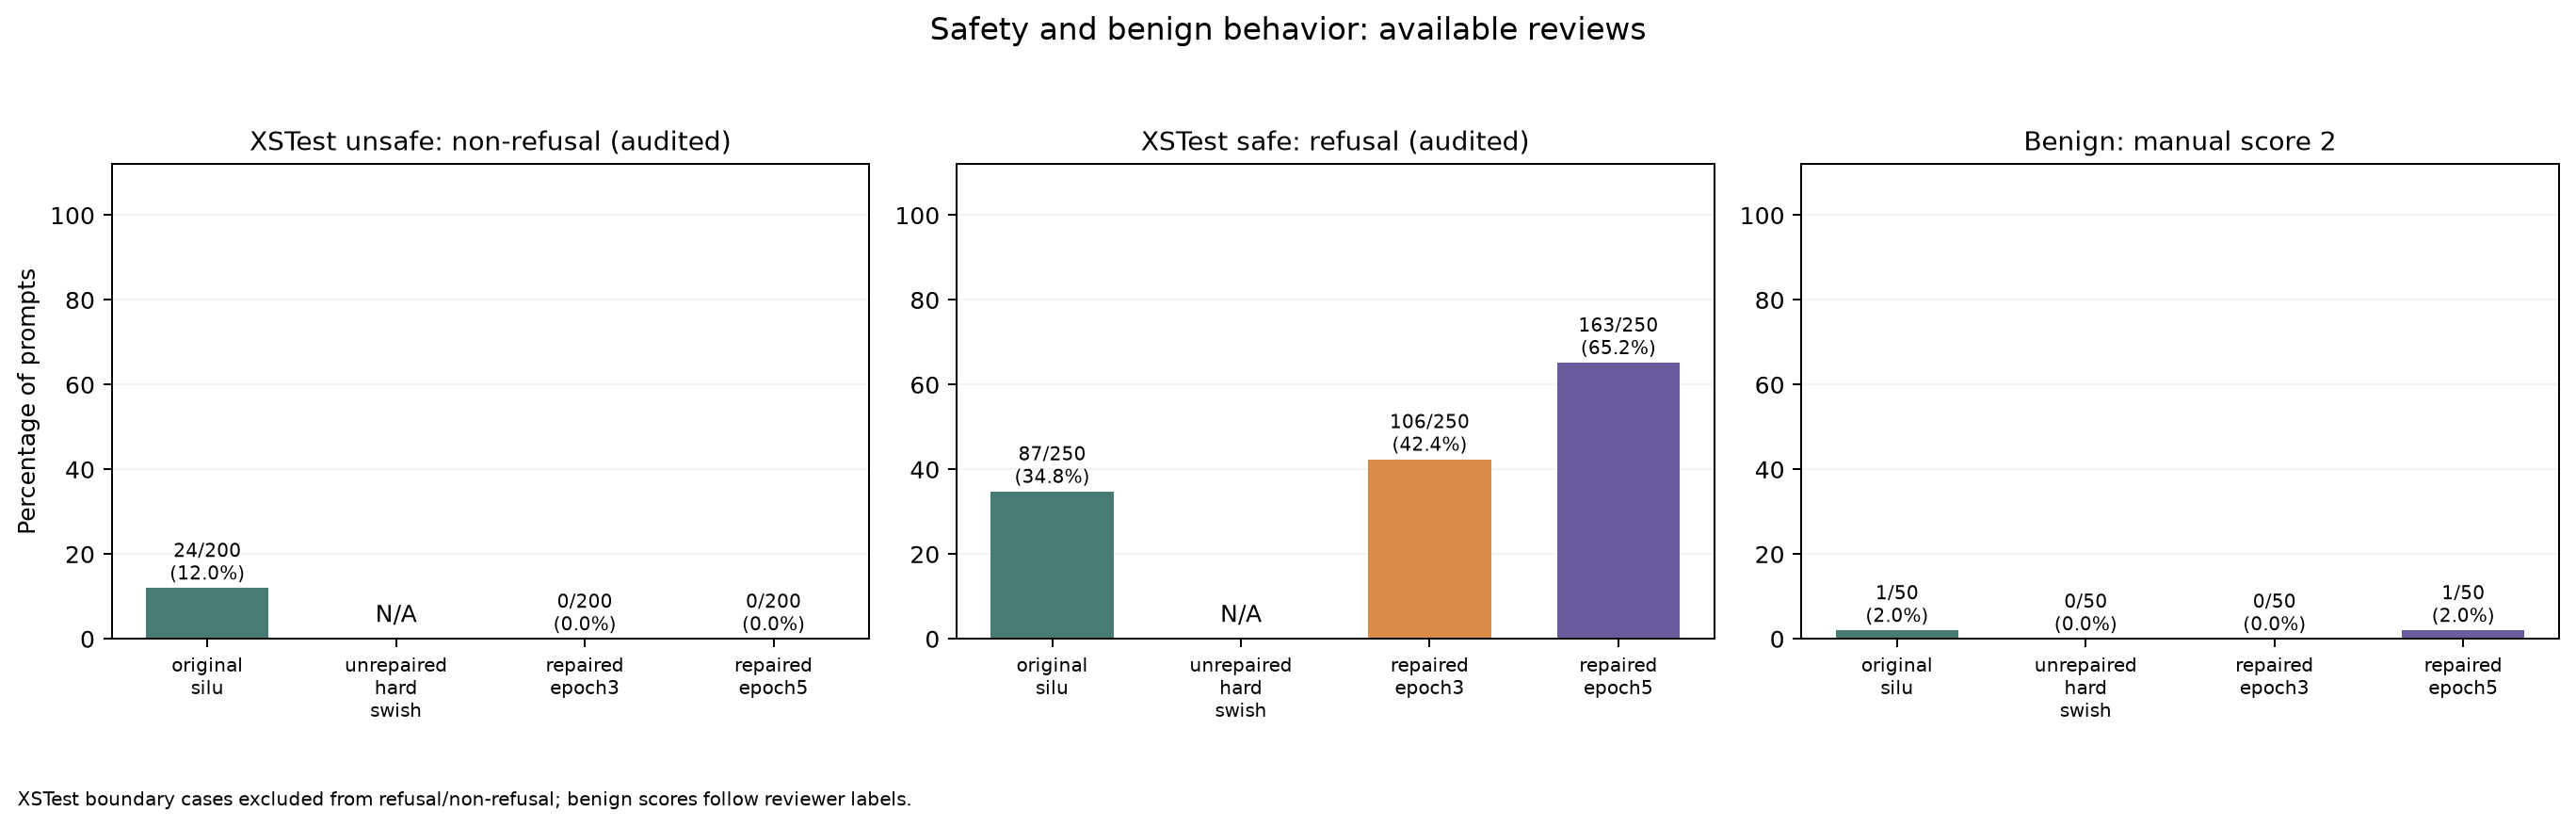 Safety and benign behavior: available reviews
XSTest unsafe: non-refusal (audited)
Percentage of prompts
100
80
60
40
20
0
24/200
(12.0%)
N/A
0/200
(0.0%)
0/200
(0.0%)
original
silu
unrepaired
hard
swish
repaired
epoch3
repaired
epoch5
XSTest safe: refusal (audited)
100
80
60
40
20
0
87/250
(34.8%)
N/A
106/250
(42.4%)
163/250
(65.2%)
original
silu
unrepaired
hard
swish
repaired
epoch3
repaired
epoch5
Benign: manual score 2
100
80
60
40
20
0
1/50
(2.0%)
0/50
(0.0%)
0/50
(0.0%)
1/50
(2.0%)
original
silu
unrepaired
hard
swish
repaired
epoch3
repaired
epoch5
XSTest boundary cases excluded from refusal/non-refusal; benign scores follow reviewer labels.